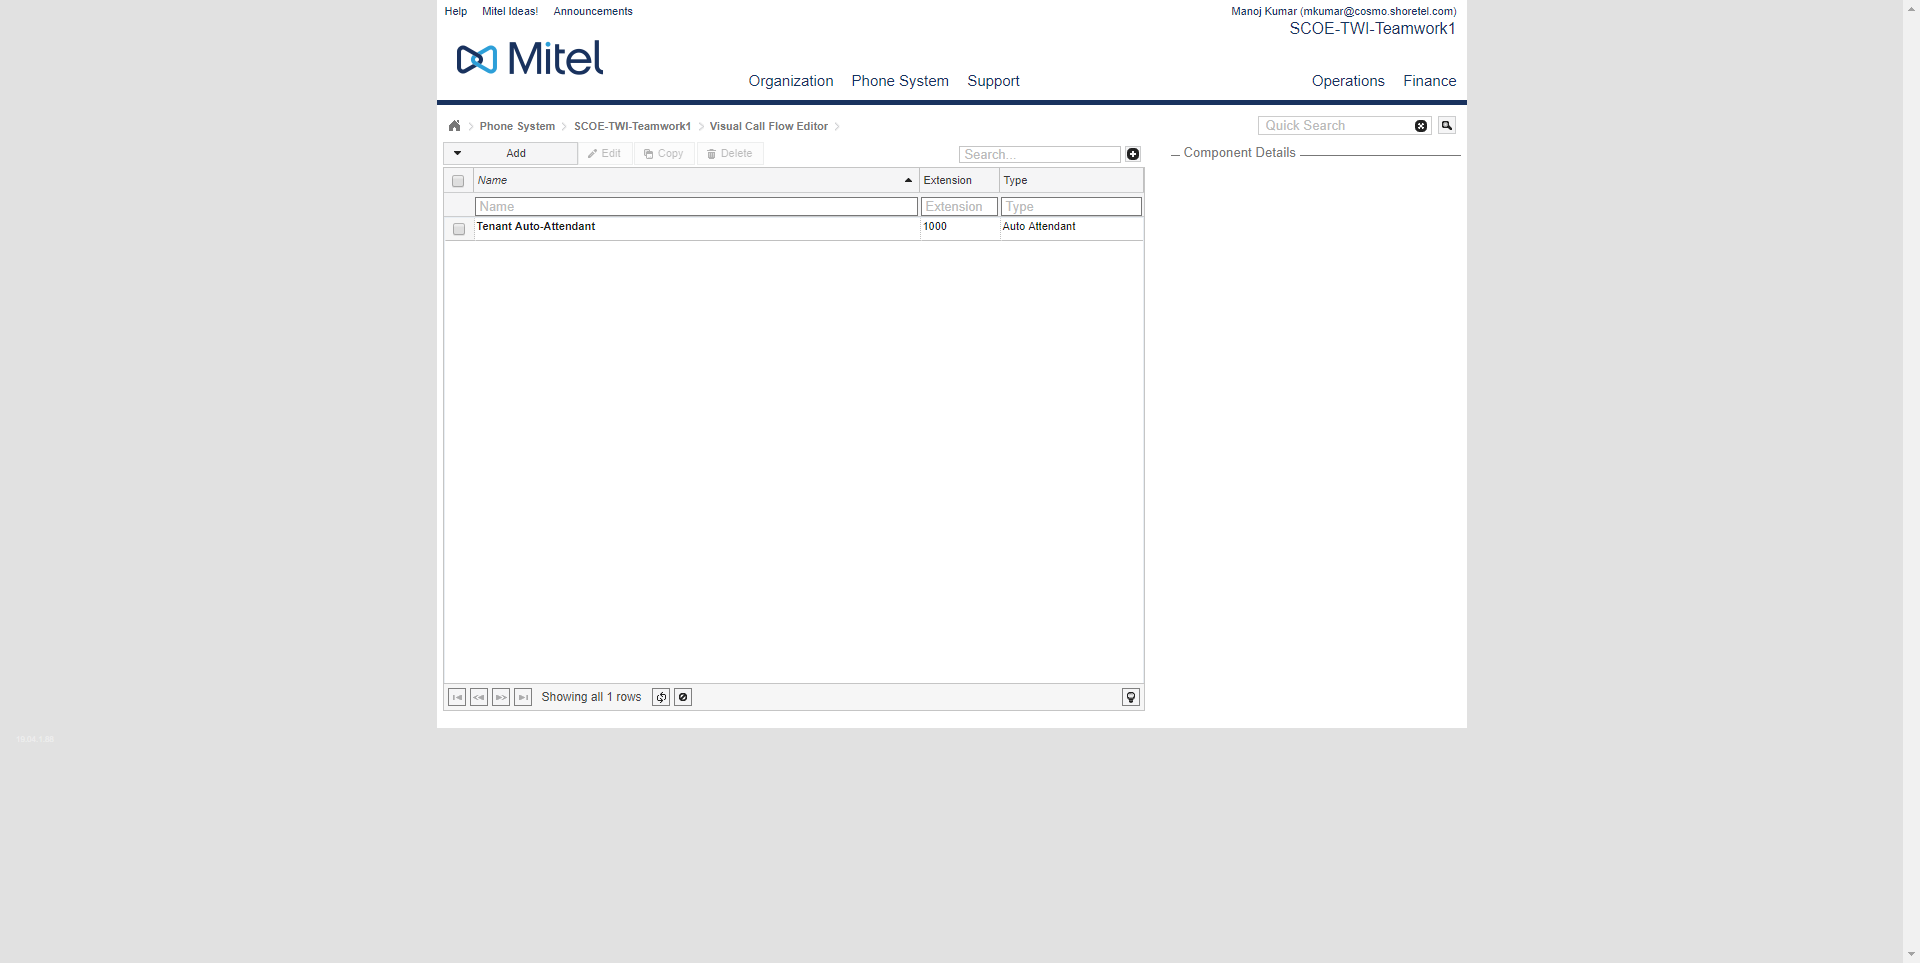 Help Mitel Ideas! Announcements
Manoj Kumar (mkumar@cosmo.shoretel.com)
SCOE-TWI-Teamwork1
Mitel
Organization Phone System Support Operations Finance
Phone System SCOE-TWI-Teamwork1 Visual Call Flow Editor
Quick Search
Add Edit Copy Delete Search...
Component Details
Name Extension Type
Name Extension Type
Tenant Auto-Attendant 1000 Auto Attendant
Showing all 1 rows